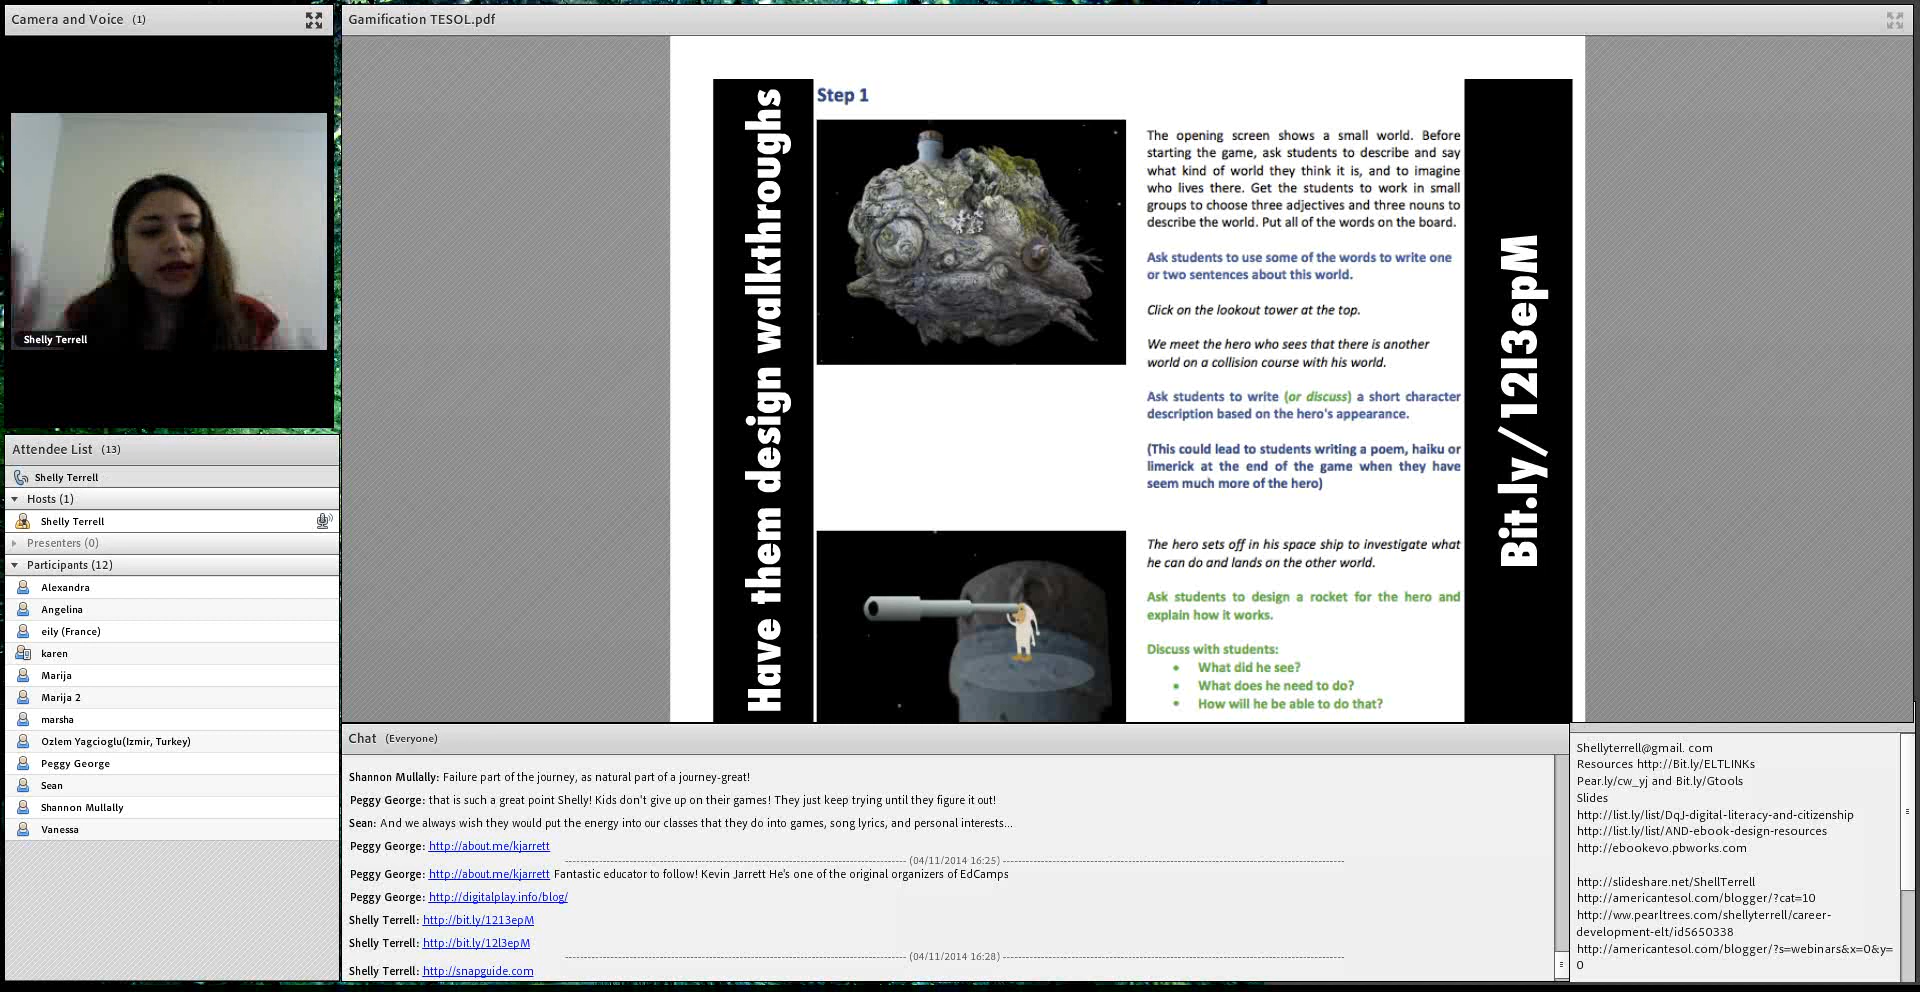 Camera and Voice (1)
Shelly Terrell
Attendee List (13)
Shelly Terrell
Hosts (1)
Shelly Terrell
Presenters (0)
Participants (12)
Alexandra
Angelina
eily (France)
karen
Marija
Marija 2
marsha
Ozlem Yagcioglu(Izmir, Turkey)
Peggy George
Sean
Shannon Mullally
Vanessa
Gamification TESOL.pdf
Have them design walkthroughs
Step 1
The opening screen shows a small world. Before
starting the game, ask students to describe and say
what kind of world they think it is, and to imagine
who lives there. Get the students to work in small
groups to choose three adjectives and three nouns to
describe the world. Put all of the words on the board.
Ask students to use some of the words to write one
or two sentences about this world.
Click on the lookout tower at the top.
We meet the hero who sees that there is another
world on a collision course with his world.
Ask students to write (or discuss) a short character
description based on the hero's appearance.
(This could lead to students writing a poem, haiku or
limerick at the end of the game when they have
seem much more of the hero)
The hero sets off in his space ship to investigate what
he can do and lands on the other world.
Ask students to design a rocket for the hero and
explain how it works.
Discuss with students:
• What did he see?
• What does he need to do?
• How will he be able to do that?
Bit.ly/12l3epM
Chat (Everyone)
Shannon Mullally: Failure part of the journey, as natural part of a journey-great!
Peggy George: that is such a great point Shelly! Kids don't give up on their games! They just keep trying until they figure it out!
Sean: And we always wish they would put the energy into our classes that they do into games, song lyrics, and personal interests...
Peggy George: http://about.me/kjarrett
(04/11/2014 16:25)
Peggy George: http://about.me/kjarrett Fantastic educator to follow! Kevin Jarrett He's one of the original organizers of EdCamps
Peggy George: http://digitalplay.info/blog/
Shelly Terrell: http://bit.ly/1213epM
Shelly Terrell: http://bit.ly/12l3epM
(04/11/2014 16:28)
Shelly Terrell: http://snapguide.com
Shellyterrell@gmail. com
Resources http://Bit.ly/ELTLINKs
Pear.ly/cw_yj and Bit.ly/Gtools
Slides
http://list.ly/list/DqJ-digital-literacy-and-citizenship
http://list.ly/list/AND-ebook-design-resources
http://ebookevo.pbworks.com
http://slideshare.net/ShellTerrell
http://americantesol.com/blogger/?cat=10
http://ww.pearltrees.com/shellyterrell/career-
development-elt/id5650338
http://americantesol.com/blogger/?s=webinars&x=0&y=
0